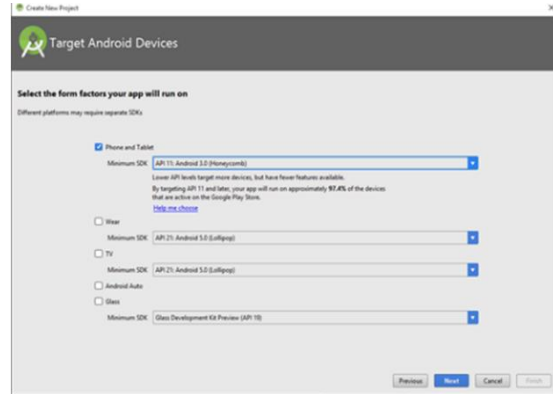 Create New Project
Target Android Devices
Select the form factors your app will run on
Different platforms may require separate SDKs
Phone and Tablet
Minimum SDK API 11: Android 3.0 (Honeycomb)
Lower API levels target more devices, but have fewer features available.
By targeting API 11 and later, your app will run on approximately 97.4% of the devices
that are active on the Google Play Store.
Help me choose
Wear
Minimum SDK API 21: Android 5.0 (Lollipop)
TV
Minimum SDK API 21: Android 5.0 (Lollipop)
Android Auto
Glass
Minimum SDK Glass Development Kit Preview (API 19)
Previous Next Cancel Finish